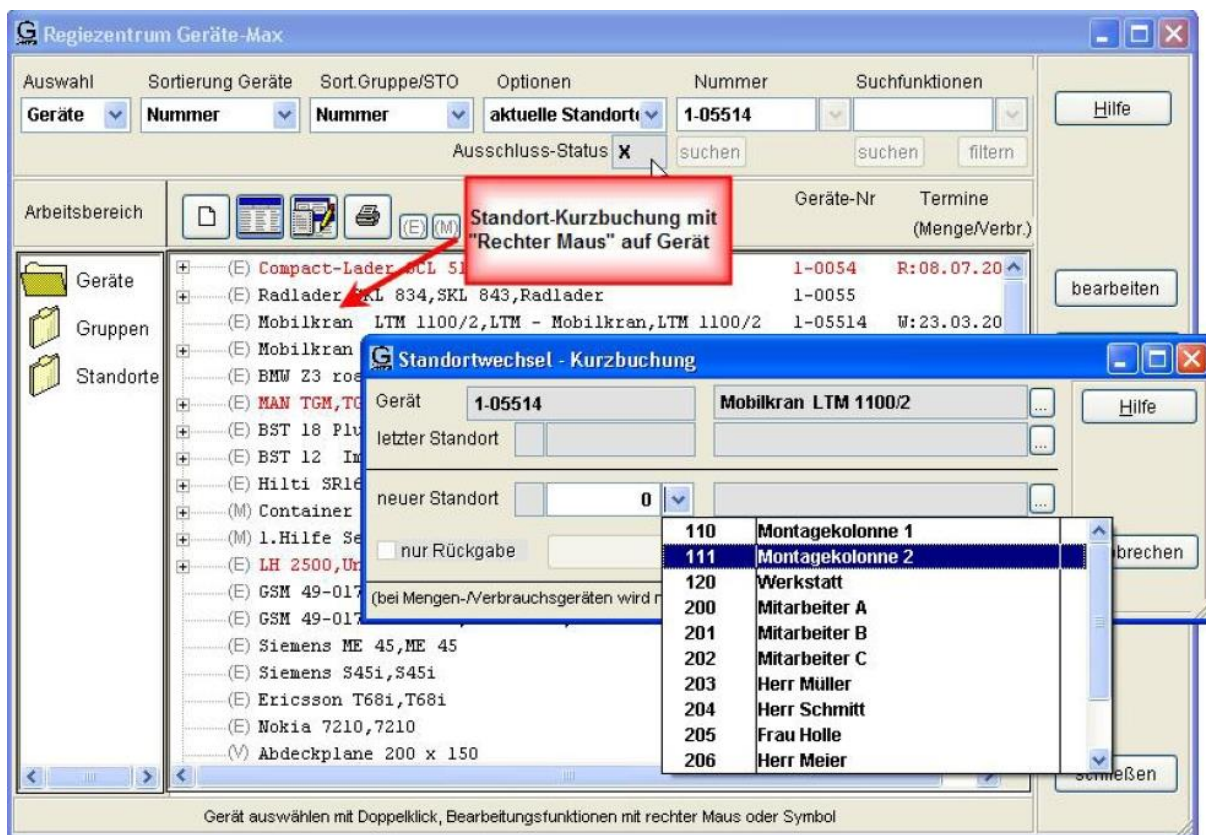 Regiezentrum Geräte-Max
Auswahl Sortierung Geräte Sort.Gruppe/STO Optionen Nummer Suchfunktionen
Geräte Nummer Nummer aktuelle Standorte 1-05514 Hilfe
Ausschluss-Status X suchen suchen filtern
Arbeitsbereich (E) (M) Geräte-Nr Termine
(Menge/Verbr.)
Standort-Kurzbuchung mit
"Rechter Maus" auf Gerät
Geräte
Gruppen
Standorte
(E) Compact-Lader SCL 1-0054 R:08.07.20
(E) Radlader SKL 834,SKL 843,Radlader 1-0055
(E) Mobilkran LTM 1100/2,LTM - Mobilkran,LTM 1100/2 1-05514 W:23.03.20
(E) Mobilkran
(E) BMW Z3
(E) MAN TGM
(E) BST 18
(E) BST 12
(E) Hilti
(M) Container
(M) 1.Hilfe
(E) LH 2500
(E) GSM
(E) GSM
(E) Siemens ME 45,ME 45
(E) Siemens S45i,S45i
(E) Ericsson T68i,T68i
(E) Nokia 7210,7210
(V) Abdeckplane 200 x 150
bearbeiten
schließen
Standortwechsel - Kurzbuchung
Gerät 1-05514 Mobilkran LTM 1100/2 ... Hilfe
letzter Standort ...
neuer Standort 0 ...
nur Rückgabe
(bei Mengen-/Verbrauchsgeräten wird
110 Montagekolonne 1
111 Montagekolonne 2
120 Werkstatt
200 Mitarbeiter A
201 Mitarbeiter B
202 Mitarbeiter C
203 Herr Müller
204 Herr Schmitt
205 Frau Holle
206 Herr Meier
Gerät auswählen mit Doppelklick, Bearbeitungsfunktionen mit rechter Maus oder Symbol